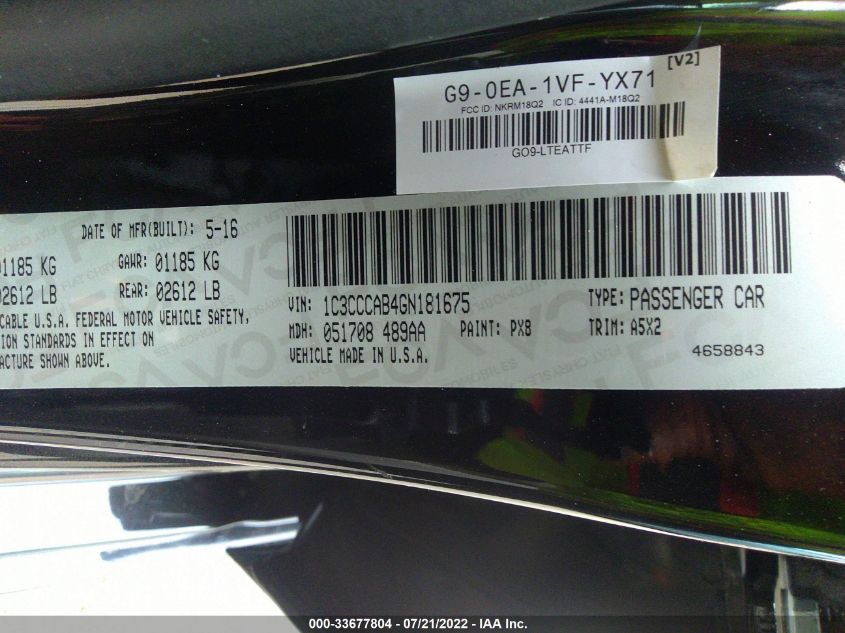 [V2]
G9-0EA-1VF-YX71
FCC ID: NKRM18Q2 IC ID: 4441A-M18Q2
GO9-LTEATTF
DATE OF MFR(BUILT): 5-16
01185 KG GAWR: 01185 KG
02612 LB REAR: 02612 LB
CABLE U.S.A. FEDERAL MOTOR VEHICLE SAFETY,
ION STANDARDS IN EFFECT ON
FACTURE SHOWN ABOVE.
VIN: 1C3CCCAB4GN181675 TYPE: PASSENGER CAR
MDH: 051708 489AA PAINT: PX8 TRIM: A5X2
VEHICLE MADE IN U.S.A.
4658843
000-33677804 / 07/21/2022 - IAA Inc.